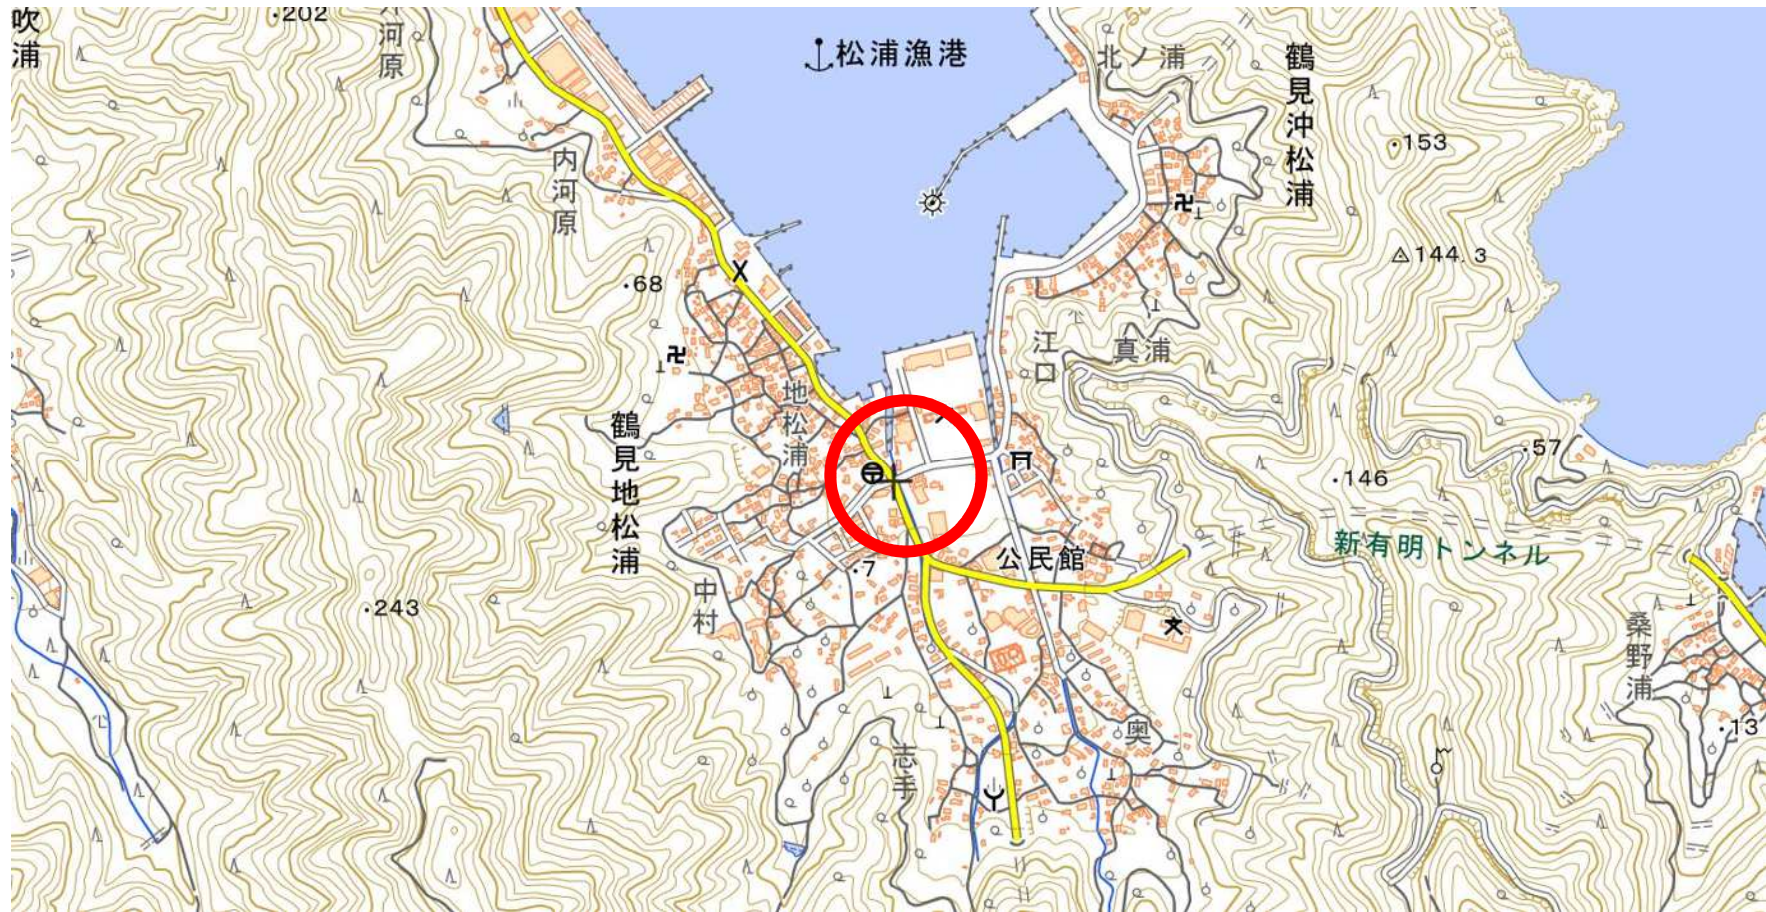 吹浦
・202
河原
松浦漁港
北ノ浦
鶴見沖松浦
・153
内河原
144.3
・68
江口
真浦
地松浦
鶴見地松浦
・57
・146
新有明トンネル
公民館
・7
中村
・243
桑野浦
奥
志手
・13